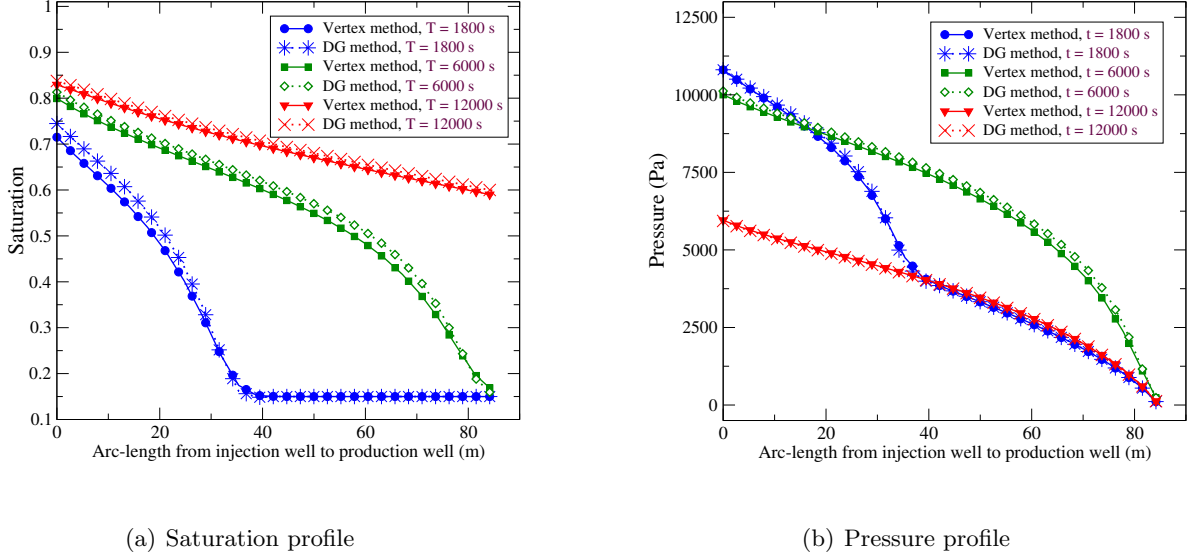 1
0.9
0.8
0.7
0.6
0.5
0.4
0.3
0.2
0.1
Saturation
Vertex method, T = 1800 s
DG method, T = 1800 s
Vertex method, T = 6000 s
DG method, T = 6000 s
Vertex method, T = 12000 s
DG method, T = 12000 s
0 20 40 60 80
Arc-length from injection well to production well (m)
(a) Saturation profile
12500
10000
7500
5000
2500
0
Pressure (Pa)
Vertex method, t = 1800 s
DG method, t = 1800 s
Vertex method, t = 6000 s
DG method, t = 6000 s
Vertex method, t = 12000 s
DG method, t = 12000 s
0 20 40 60 80
Arc-length from injection well to production well (m)
(b) Pressure profile